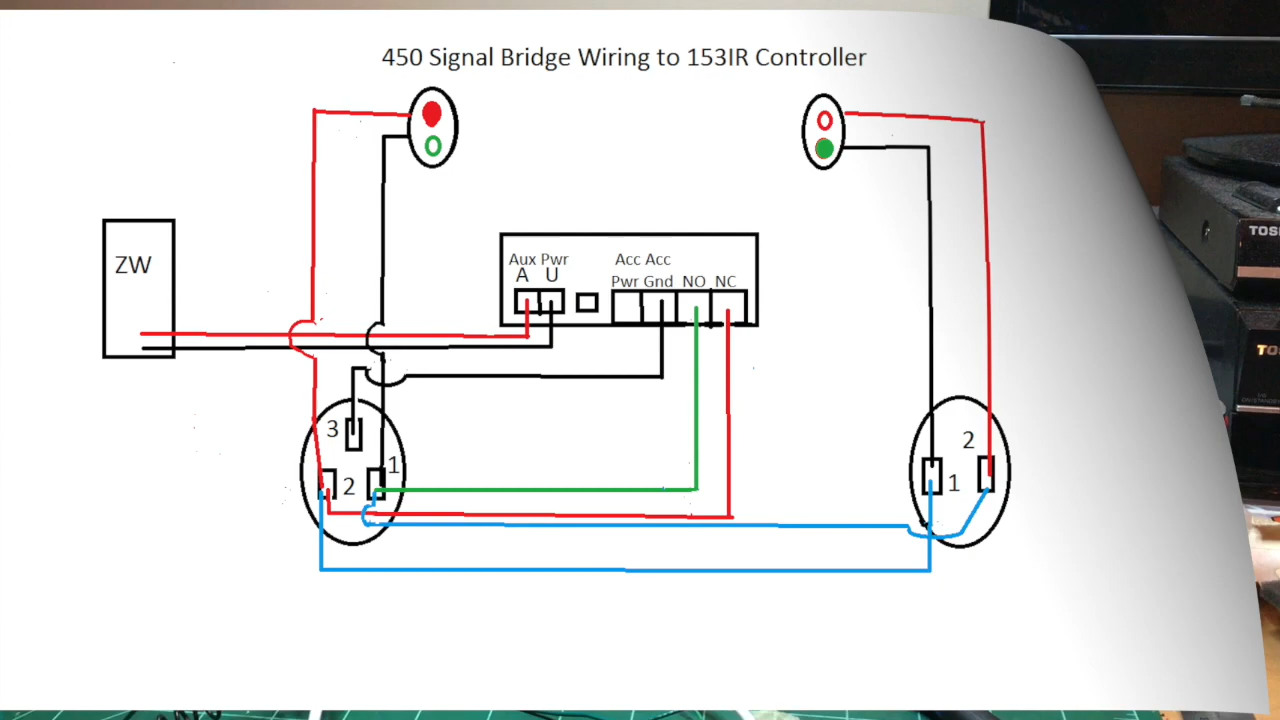 450 Signal Bridge Wiring to 153IR Controller
ZW
Aux Pwr
A U
Acc Acc
Pwr Gnd NO NC
3
1
2
2
1
TOS
TO